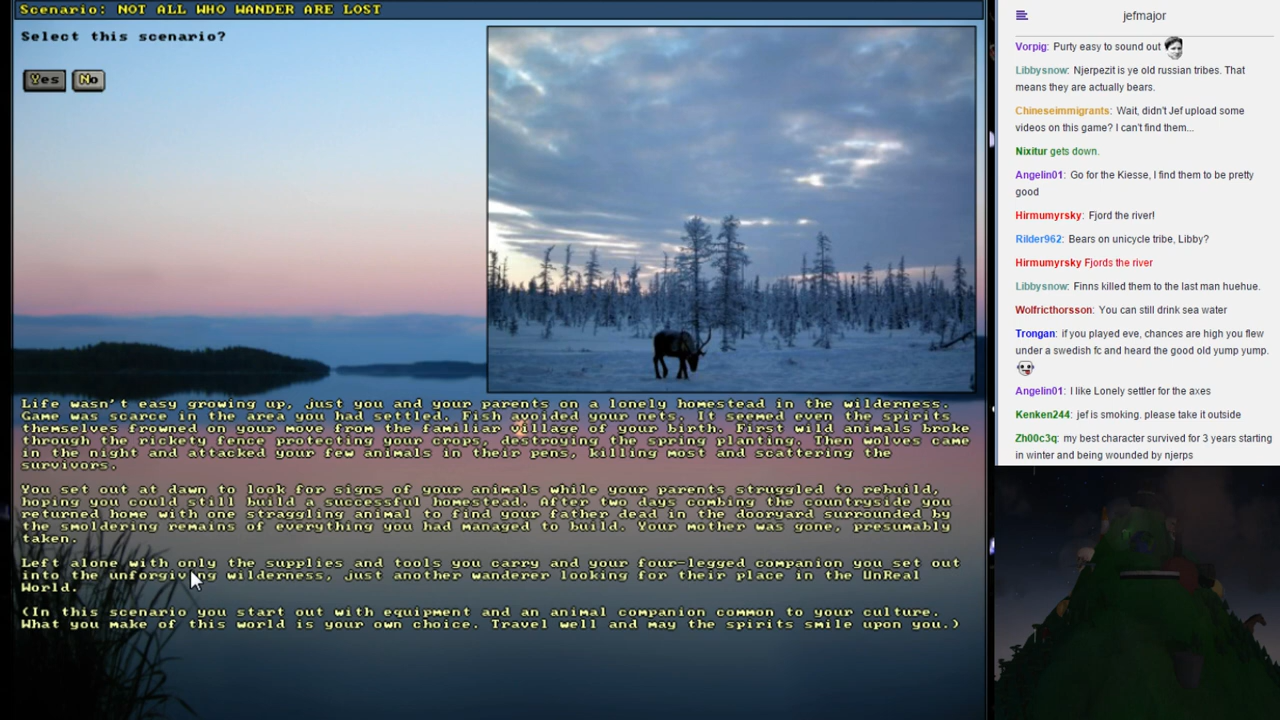 Scenario: NOT ALL WHO WANDER ARE LOST
Select this scenario?
Yes No
Life wasn't easy growing up, just you and your parents on a lonely homestead in the wilderness.
Game was scarce in the area you had settled. Fish avoided your nets. It seemed even the spirits
themselves frowned on your move from the familiar village of your birth. First wild animals broke
through the rickety fence protecting your crops, destroying the spring planting. Then wolves came
in the night and attacked your few animals in their pens, killing most and scattering the
survivors.
You set out at dawn to look for signs of your animals while your parents struggled to rebuild,
hoping you could still build a successful homestead. After two days combing the countryside you
returned home with one straggling animal to find your father dead in the dooryard surrounded by
the smoldering remains of everything you had managed to build. Your mother was gone, presumably
taken.
Left alone with only the supplies and tools you carry and your four-legged companion you set out
into the unforgiving wilderness, just another wanderer looking for their place in the UnReal
World.
(In this scenario you start out with equipment and an animal companion common to your culture.
What you make of this world is your own choice. Travel well and may the spirits smile upon you.)
jefmajor
Vorpig: Purty easy to sound out
Libbysnow: Njerpezit is ye old russian tribes. That
means they are actually bears.
Chineseimmigrants: Wait, didn't Jef upload some
videos on this game? I can't find them...
Nixitur gets down.
Angelin01: Go for the Kiesse, I find them to be pretty
good
Hirmumyrsky: Fjord the river!
Rilder962: Bears on unicycle tribe, Libby?
Hirmumyrsky Fjords the river
Libbysnow: Finns killed them to the last man huehue.
Wolfricthorsson: You can still drink sea water
Trongan: if you played eve, chances are high you flew
under a swedish fc and heard the good old yump yump.
Angelin01: I like Lonely settler for the axes
Kenken244: jef is smoking. please take it outside
Zh00c3q: my best character survived for 3 years starting
in winter and being wounded by njerps